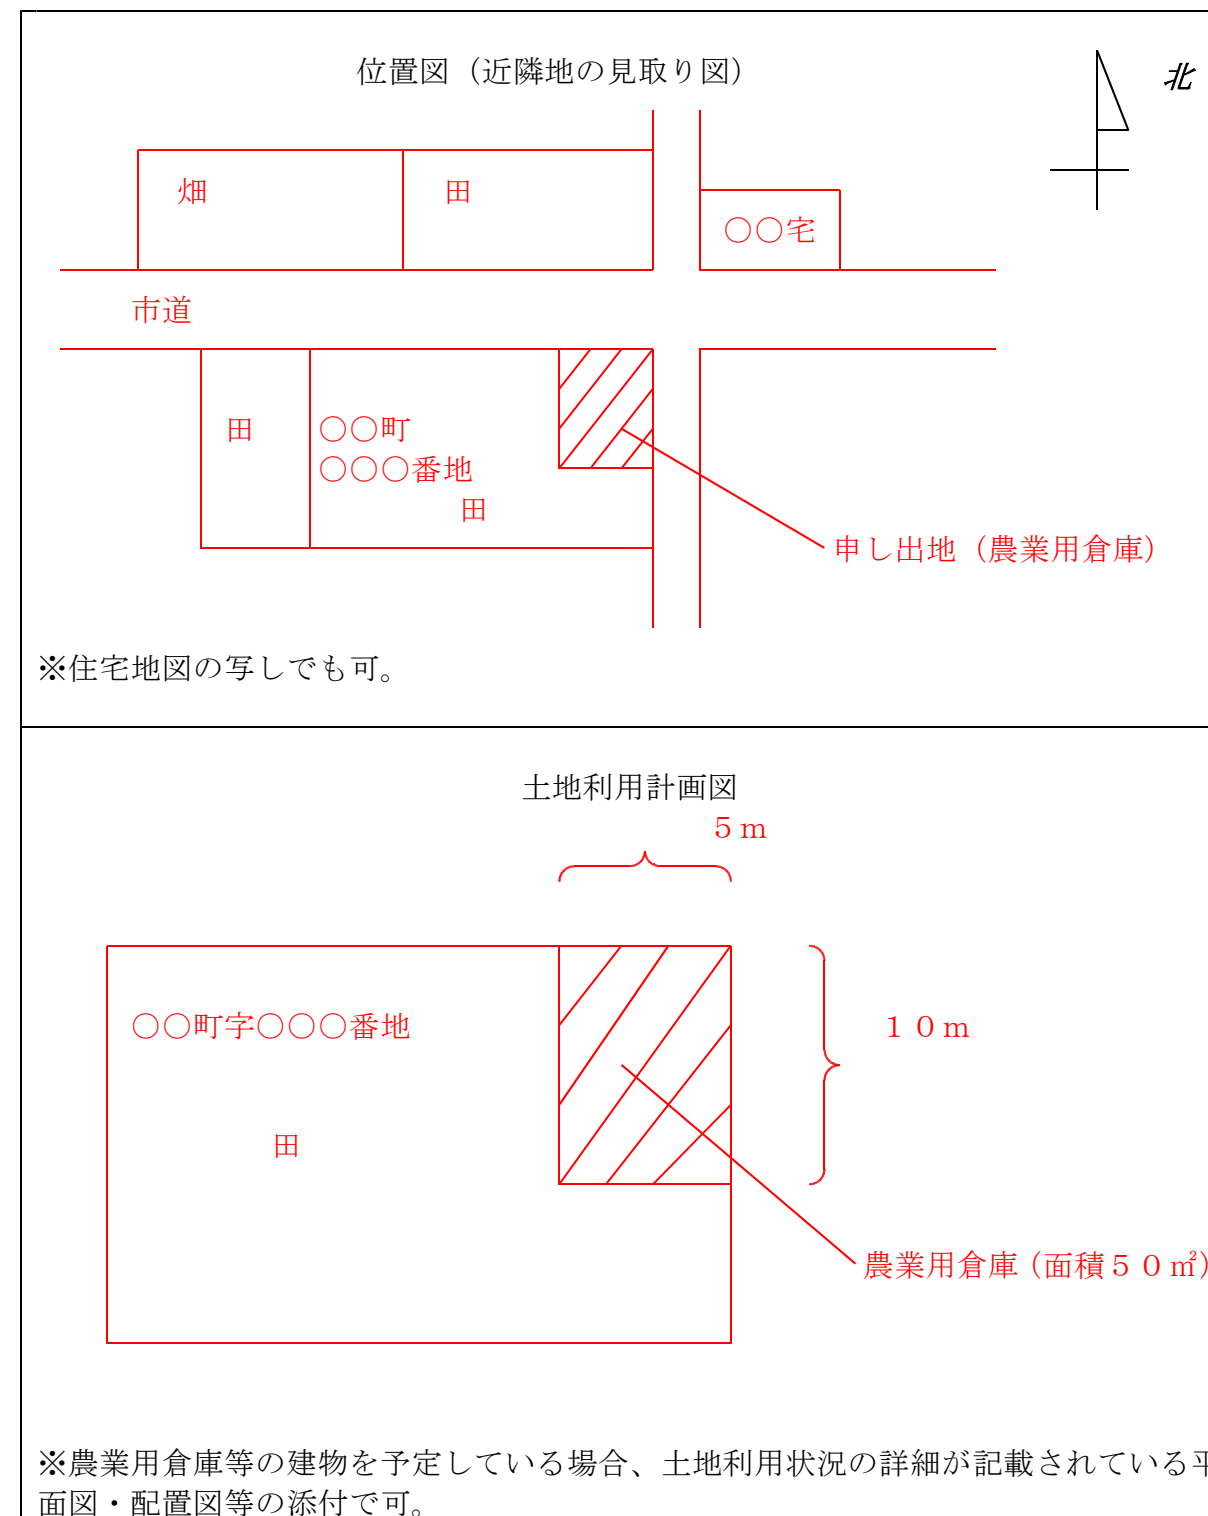 位置図（近隣地の見取り図）
北
畑
田
○○宅
市道
田
○○町
○○○番地
田
申し出地（農業用倉庫）
※住宅地図の写しでも可。
土地利用計画図
５ｍ
○○町字○○○番地
１０ｍ
田
農業用倉庫（面積５０㎡）
※農業用倉庫等の建物を予定している場合、土地利用状況の詳細が記載されている平
面図・配置図等の添付で可。